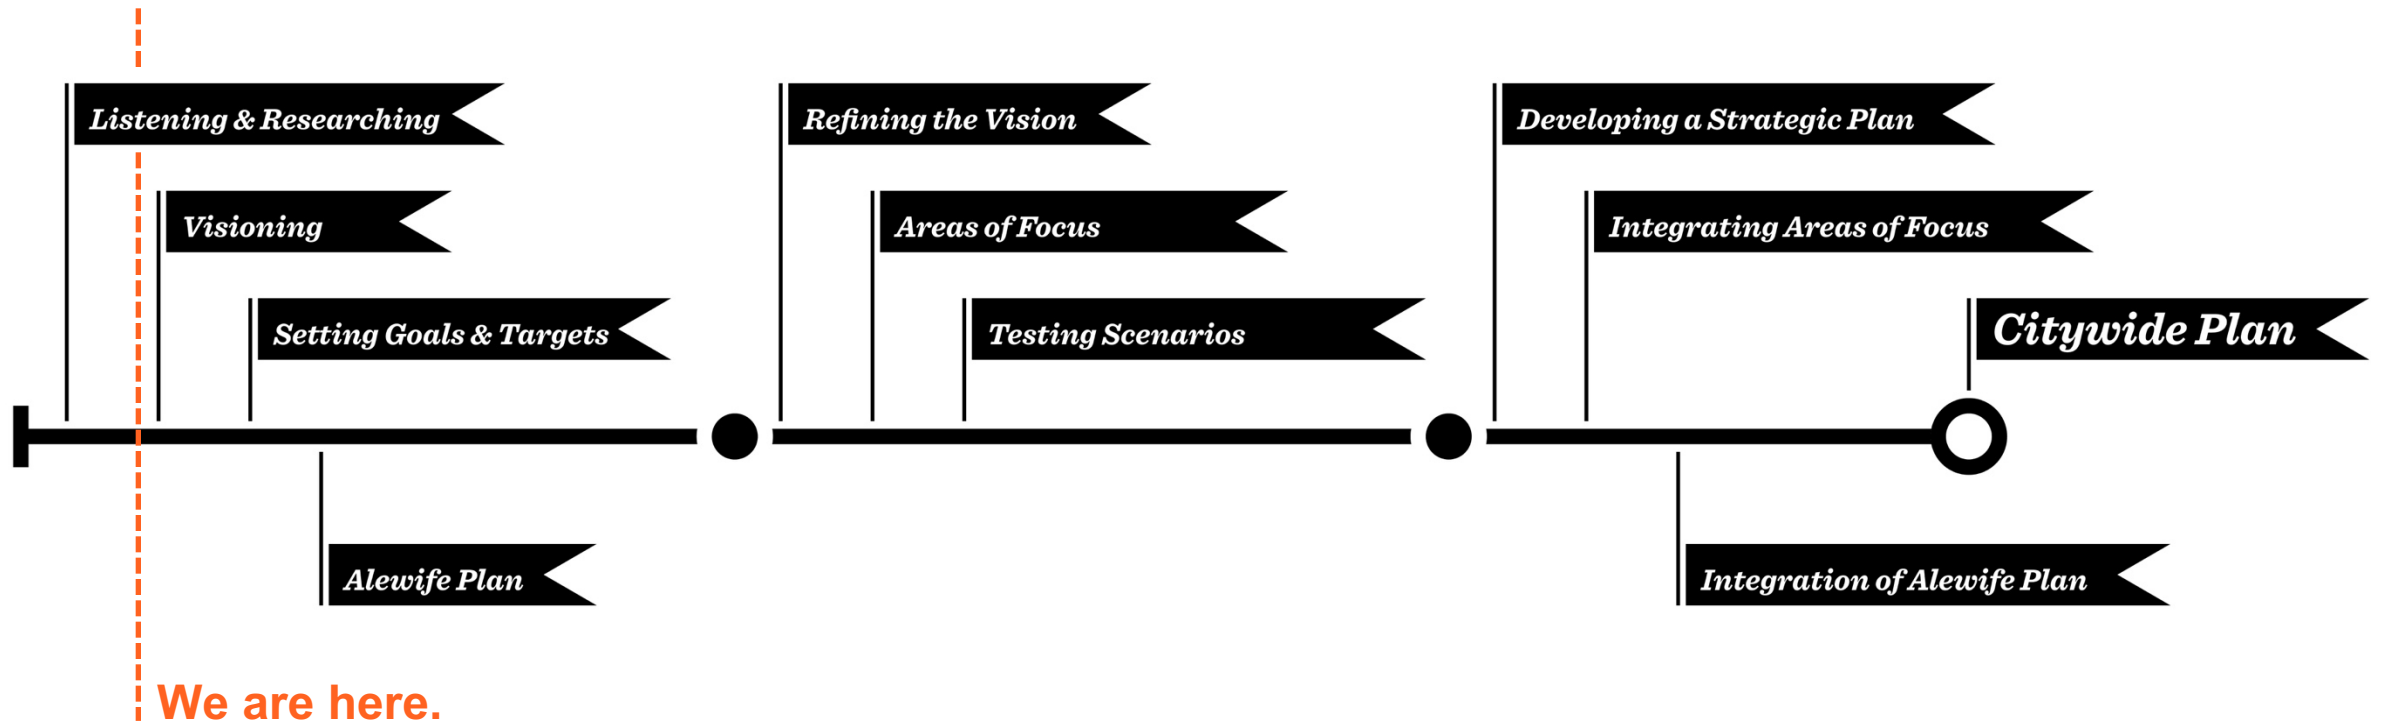 Listening & Researching
Visioning
Setting Goals & Targets
Alewife Plan
Refining the Vision
Areas of Focus
Testing Scenarios
Developing a Strategic Plan
Integrating Areas of Focus
Citywide Plan
Integration of Alewife Plan
We are here.